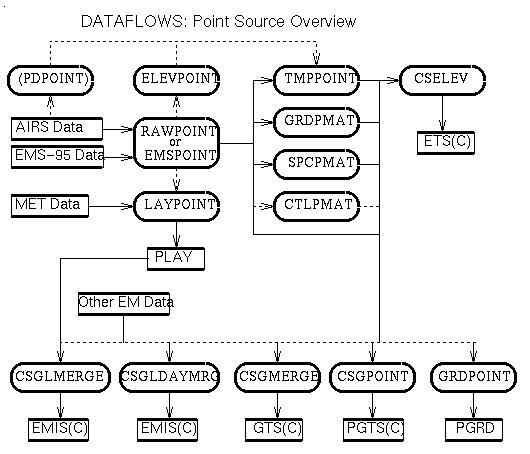 DATAFLOWS: Point Source Overview
(PDPOINT)
ELEVPOINT
TMPPOINT
CSELEV
AIRS Data
RAWPOINT
or
EMSPOINT
GRDPMAT
ETS(C)
EMS-95 Data
SPCPMAT
MET Data
LAYPOINT
CTLPMAT
PLAY
Other EM Data
CSGLMERGE
CSGLDAYMRG
CSGMERGE
CSGPOINT
GRDPOINT
EMIS(C)
EMIS(C)
GTS(C)
PGTS(C)
PGRD